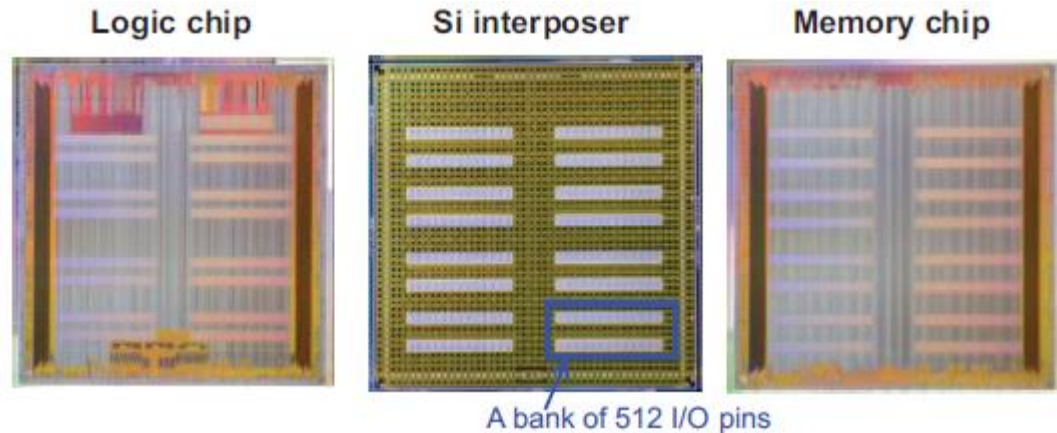 Logic chip
Si interposer
Memory chip
A bank of 512 I/O pins